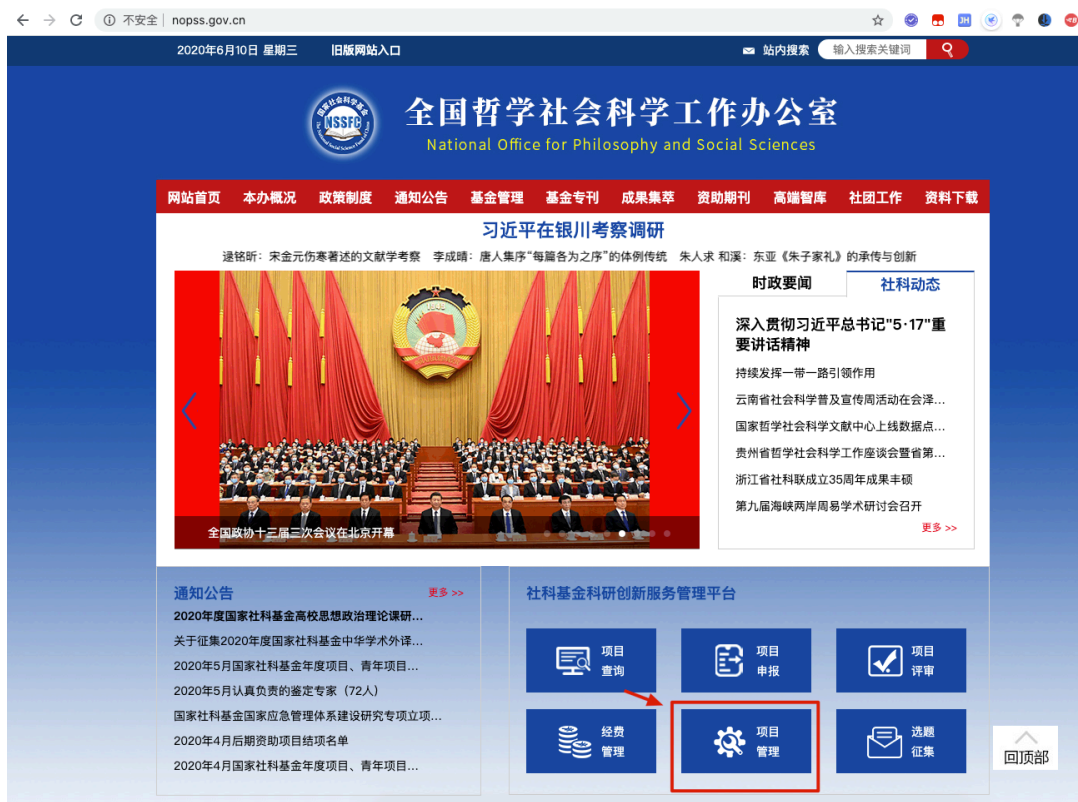 不安全 nopss.gov.cn
2020年6月10日 星期三 旧版网站入口 站内搜索 输入搜索关键词
NSSFC
全国哲学社会科学工作办公室
National Office for Philosophy and Social Sciences
网站首页 本办概况 政策制度 通知公告 基金管理 基金专刊 成果集萃 资助期刊 高端智库 社团工作 资料下载
习近平在银川考察调研
逯铭昕：宋金元伤寒著述的文献学考察 李成晴：唐人集序“每篇各为之序”的体例传统 朱人求 和溪：东亚《朱子家礼》的承传与创新
时政要闻 社科动态
深入贯彻习近平总书记"5·17"重
要讲话精神
持续发挥一带一路引领作用
云南省社会科学普及宣传周活动在会泽...
国家哲学社会科学文献中心上线数据点...
贵州省哲学社会科学工作座谈会暨省第...
浙江省社科联成立35周年成果丰硕
第九届海峡两岸周易学术研讨会召开
更多 >>
全国政协十三届三次会议在北京开幕
通知公告 更多 >>
2020年度国家社科基金高校思想政治理论课研...
关于征集2020年度国家社科基金中华学术外译...
2020年5月国家社科基金年度项目、青年项目...
2020年5月认真负责的鉴定专家（72人）
国家社科基金国家应急管理体系建设研究专项立项...
2020年4月后期资助项目结项名单
2020年4月国家社科基金年度项目、青年项目...
社科基金科研创新服务管理平台
项目
查询
项目
申报
项目
评审
经费
管理
项目
管理
选题
征集
回顶部